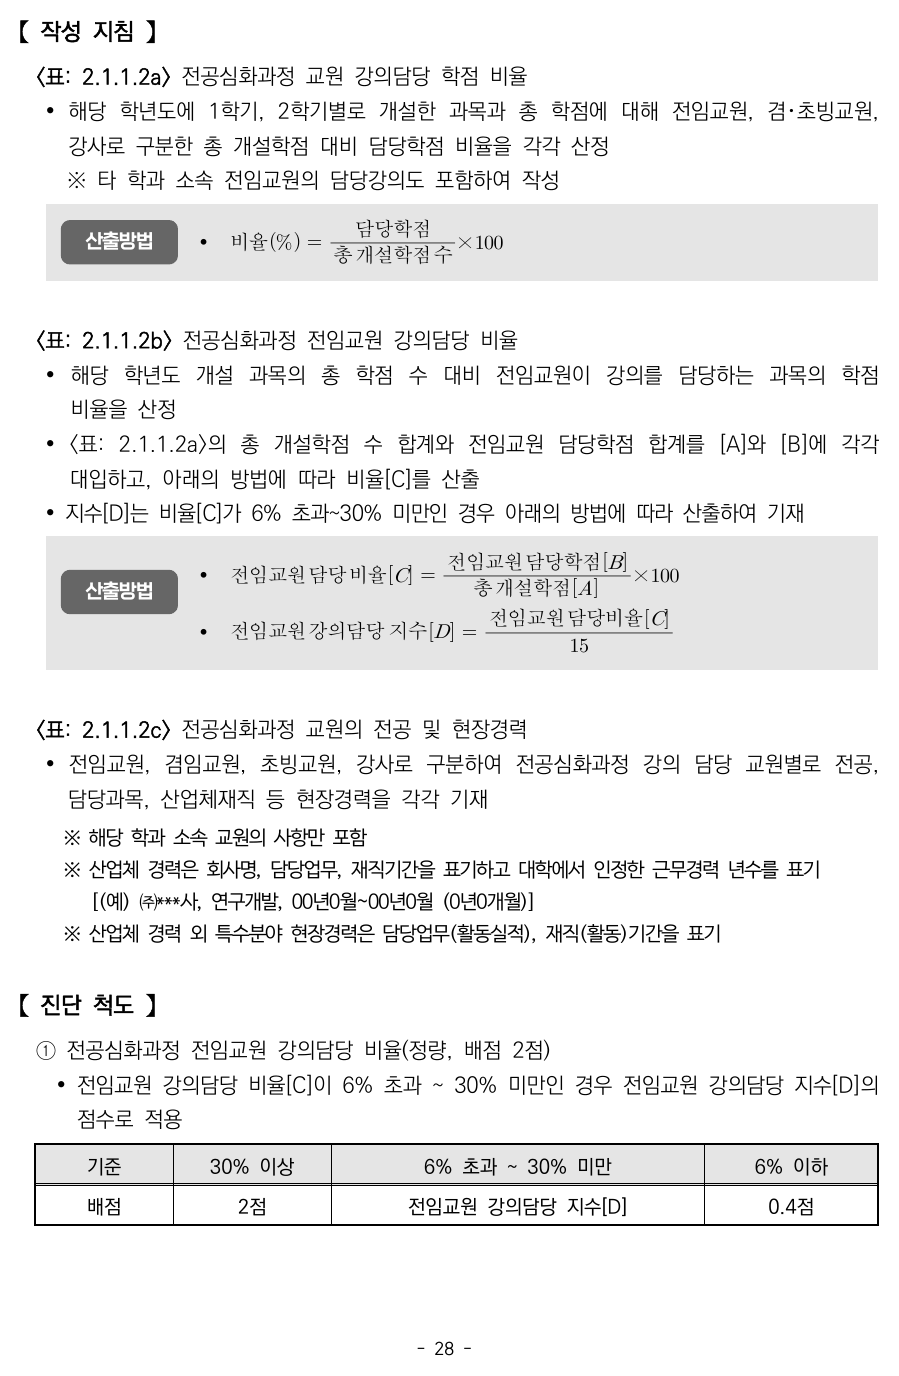 【 작성 지침 】
<표: 2.1.1.2a> 전공심화과정 교원 강의담당 학점 비율
• 해당 학년도에 1학기, 2학기별로 개설한 과목과 총 학점에 대해 전임교원, 겸·초빙교원,
강사로 구분한 총 개설학점 대비 담당학점 비율을 각각 산정
※ 타 학과 소속 전임교원의 담당강의도 포함하여 작성
산출방법 • 비율(%) = 담당학점 / 총 개설학점 수 ×100
<표: 2.1.1.2b> 전공심화과정 전임교원 강의담당 비율
• 해당 학년도 개설 과목의 총 학점 수 대비 전임교원이 강의를 담당하는 과목의 학점
비율을 산정
• <표: 2.1.1.2a>의 총 개설학점 수 합계와 전임교원 담당학점 합계를 [A]와 [B]에 각각
대입하고, 아래의 방법에 따라 비율[C]를 산출
• 지수[D]는 비율[C]가 6% 초과~30% 미만인 경우 아래의 방법에 따라 산출하여 기재
산출방법 • 전임교원 담당 비율[C] = 전임교원 담당학점[B] / 총 개설학점[A] ×100
• 전임교원 강의담당 지수[D] = 전임교원 담당비율[C] / 15
<표: 2.1.1.2c> 전공심화과정 교원의 전공 및 현장경력
• 전임교원, 겸임교원, 초빙교원, 강사로 구분하여 전공심화과정 강의 담당 교원별로 전공,
담당과목, 산업체재직 등 현장경력을 각각 기재
※ 해당 학과 소속 교원의 사항만 포함
※ 산업체 경력은 회사명, 담당업무, 재직기간을 표기하고 대학에서 인정한 근무경력 년수를 표기
[(예) ㈜***사, 연구개발, 00년0월~00년0월 (0년0개월)]
※ 산업체 경력 외 특수분야 현장경력은 담당업무(활동실적), 재직(활동)기간을 표기
【 진단 척도 】
① 전공심화과정 전임교원 강의담당 비율(정량, 배점 2점)
• 전임교원 강의담당 비율[C]이 6% 초과 ~ 30% 미만인 경우 전임교원 강의담당 지수[D]의
점수로 적용
기준 30% 이상 6% 초과 ~ 30% 미만 6% 이하
배점 2점 전임교원 강의담당 지수[D] 0.4점
- 28 -